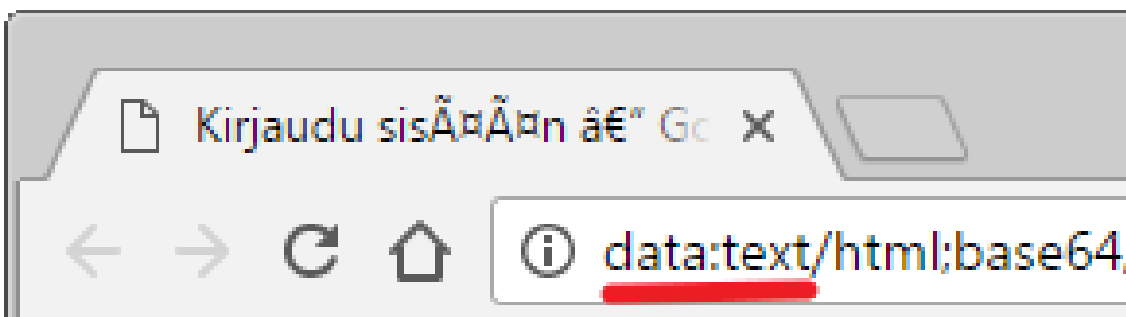 Kirjaudu sisÃ¤Ã¤n â€“ Gc
data:text/html;base64,